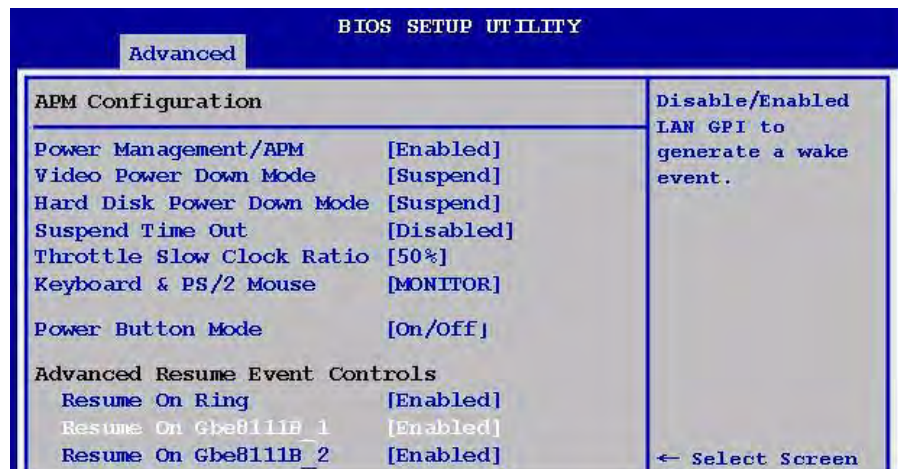 BIOS SETUP UTILITY
Advanced
APM Configuration
Power Management/APM [Enabled]
Video Power Down Mode [Suspend]
Hard Disk Power Down Mode [Suspend]
Suspend Time Out [Disabled]
Throttle Slow Clock Ratio [50%]
Keyboard & PS/2 Mouse [MONITOR]
Power Button Mode [On/Off]
Advanced Resume Event Controls
Resume On Ring [Enabled]
Resume On Gbe8111B_1 [Enabled]
Resume On Gbe8111B_2 [Enabled]
Disable/Enabled
LAN GPI to
generate a wake
event.
← Select Screen